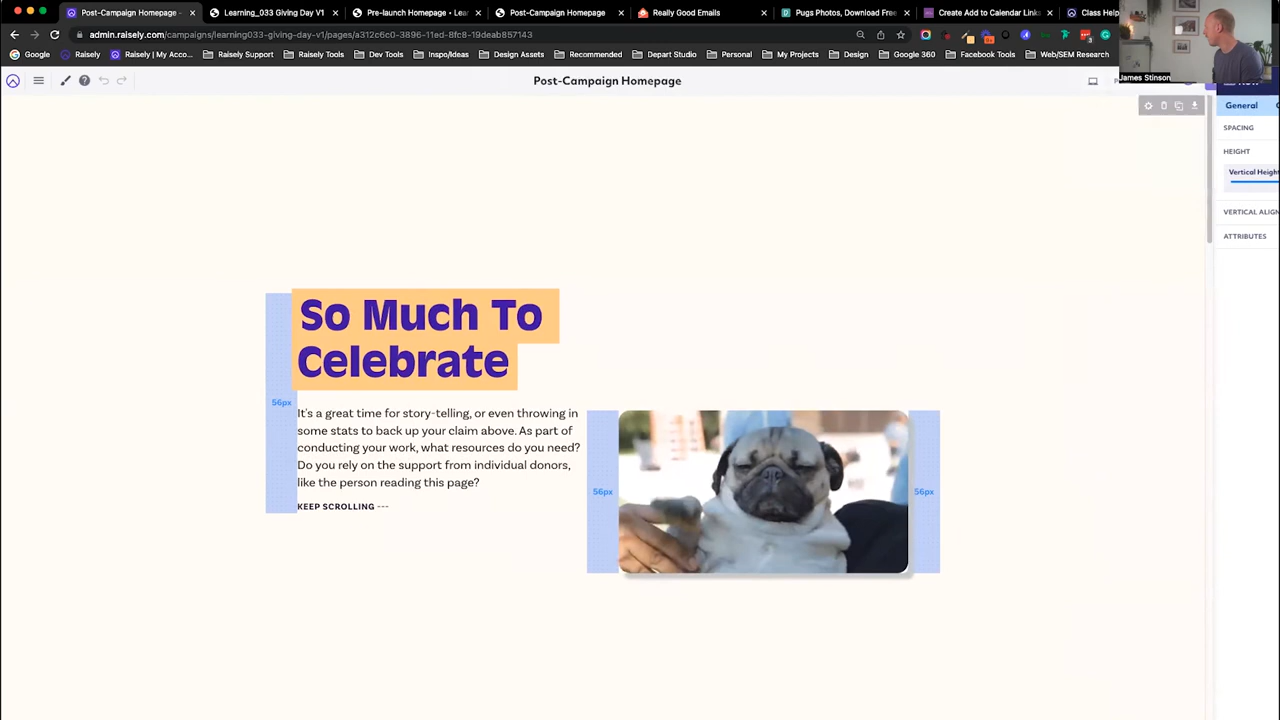 Post-Campaign Homepage -
Learning_033 Giving Day V1
Pre-launch Homepage • Lea
Post-Campaign Homepage
Really Good Emails
Pugs Photos, Download Free
Create Add to Calendar Links
Class Help
admin.raisely.com/campaigns/learning033-giving-day-v1/pages/a312c6c0-3896-11ed-8fc8-19deab857143
Google
Raisely
Raisely | My Acco...
Raisely Support
Raisely Tools
Dev Tools
Design Assets
Recommended
Depart Studio
Personal
My Projects
Design
Google 360
Facebook Tools
Web/SEM Research
James Stinson
Post-Campaign Homepage
General
SPACING
HEIGHT
Vertical Height
VERTICAL ALIGN
ATTRIBUTES
So Much To
Celebrate
56px
It's a great time for story-telling, or even throwing in
some stats to back up your claim above. As part of
conducting your work, what resources do you need?
Do you rely on the support from individual donors,
like the person reading this page?
KEEP SCROLLING ---
56px
56px